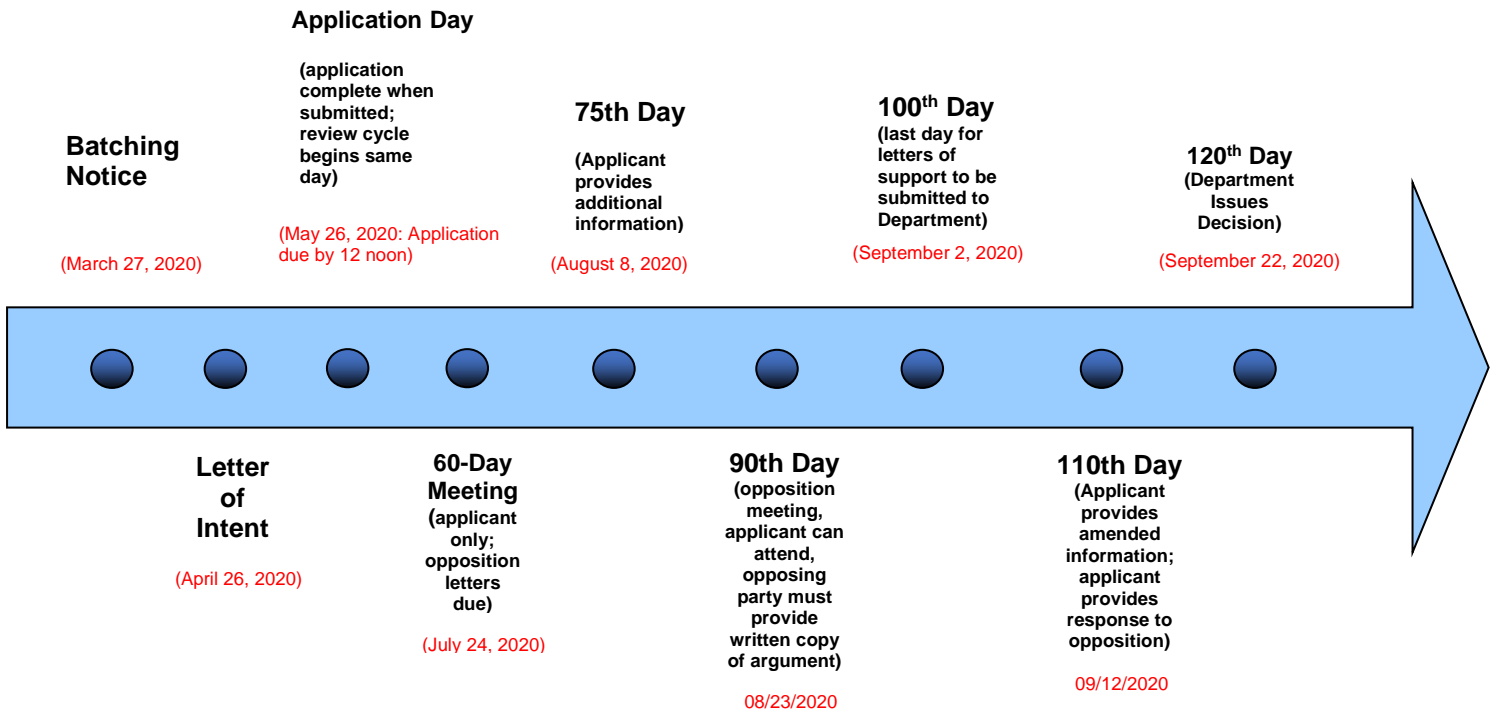 Application Day
(application
complete when
submitted;
review cycle
begins same
day)
(May 26, 2020: Application
due by 12 noon)
Batching
Notice
(March 27, 2020)
75th Day
(Applicant
provides
additional
information)
(August 8, 2020)
100th Day
(last day for
letters of
support to be
submitted to
Department)
(September 2, 2020)
120th Day
(Department
Issues
Decision)
(September 22, 2020)
Letter
of
Intent
(April 26, 2020)
60-Day
Meeting
(applicant
only;
opposition
letters
due)
(July 24, 2020)
90th Day
(opposition
meeting,
applicant can
attend,
opposing
party must
provide
written copy
of argument)
08/23/2020
110th Day
(Applicant
provides
amended
information;
applicant
provides
response to
opposition)
09/12/2020